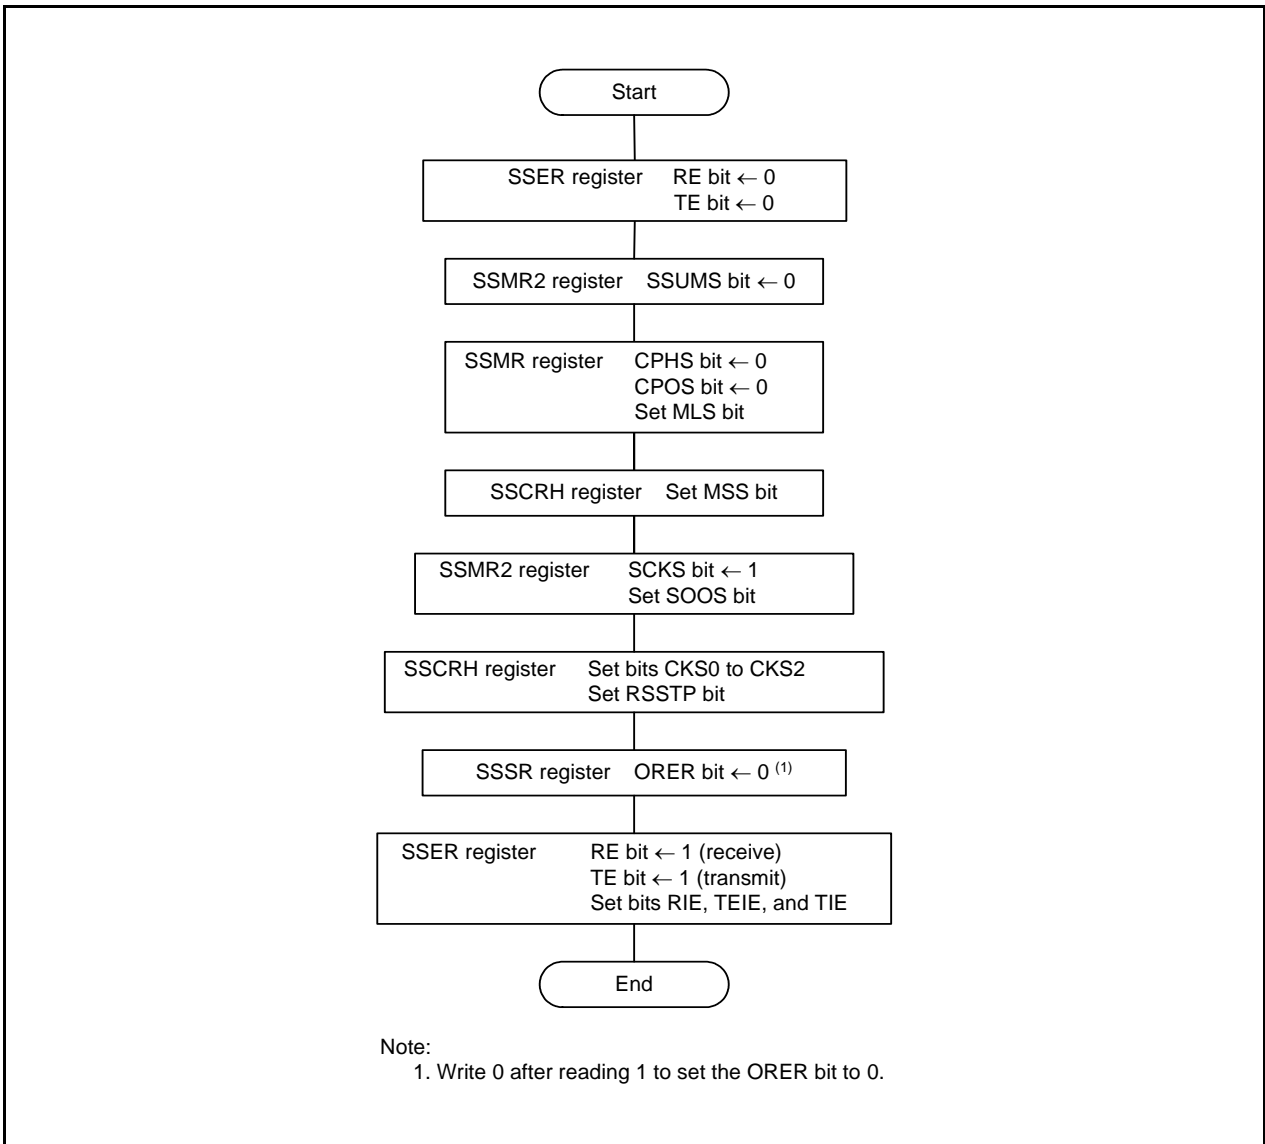 Start
SSER register RE bit ← 0
TE bit ← 0
SSMR2 register SSUMS bit ← 0
SSMR register CPHS bit ← 0
CPOS bit ← 0
Set MLS bit
SSCRH register Set MSS bit
SSMR2 register SCKS bit ← 1
Set SOOS bit
SSCRH register Set bits CKS0 to CKS2
Set RSSTP bit
SSSR register ORER bit ← 0 (1)
SSER register RE bit ← 1 (receive)
TE bit ← 1 (transmit)
Set bits RIE, TEIE, and TIE
End
Note:
1. Write 0 after reading 1 to set the ORER bit to 0.